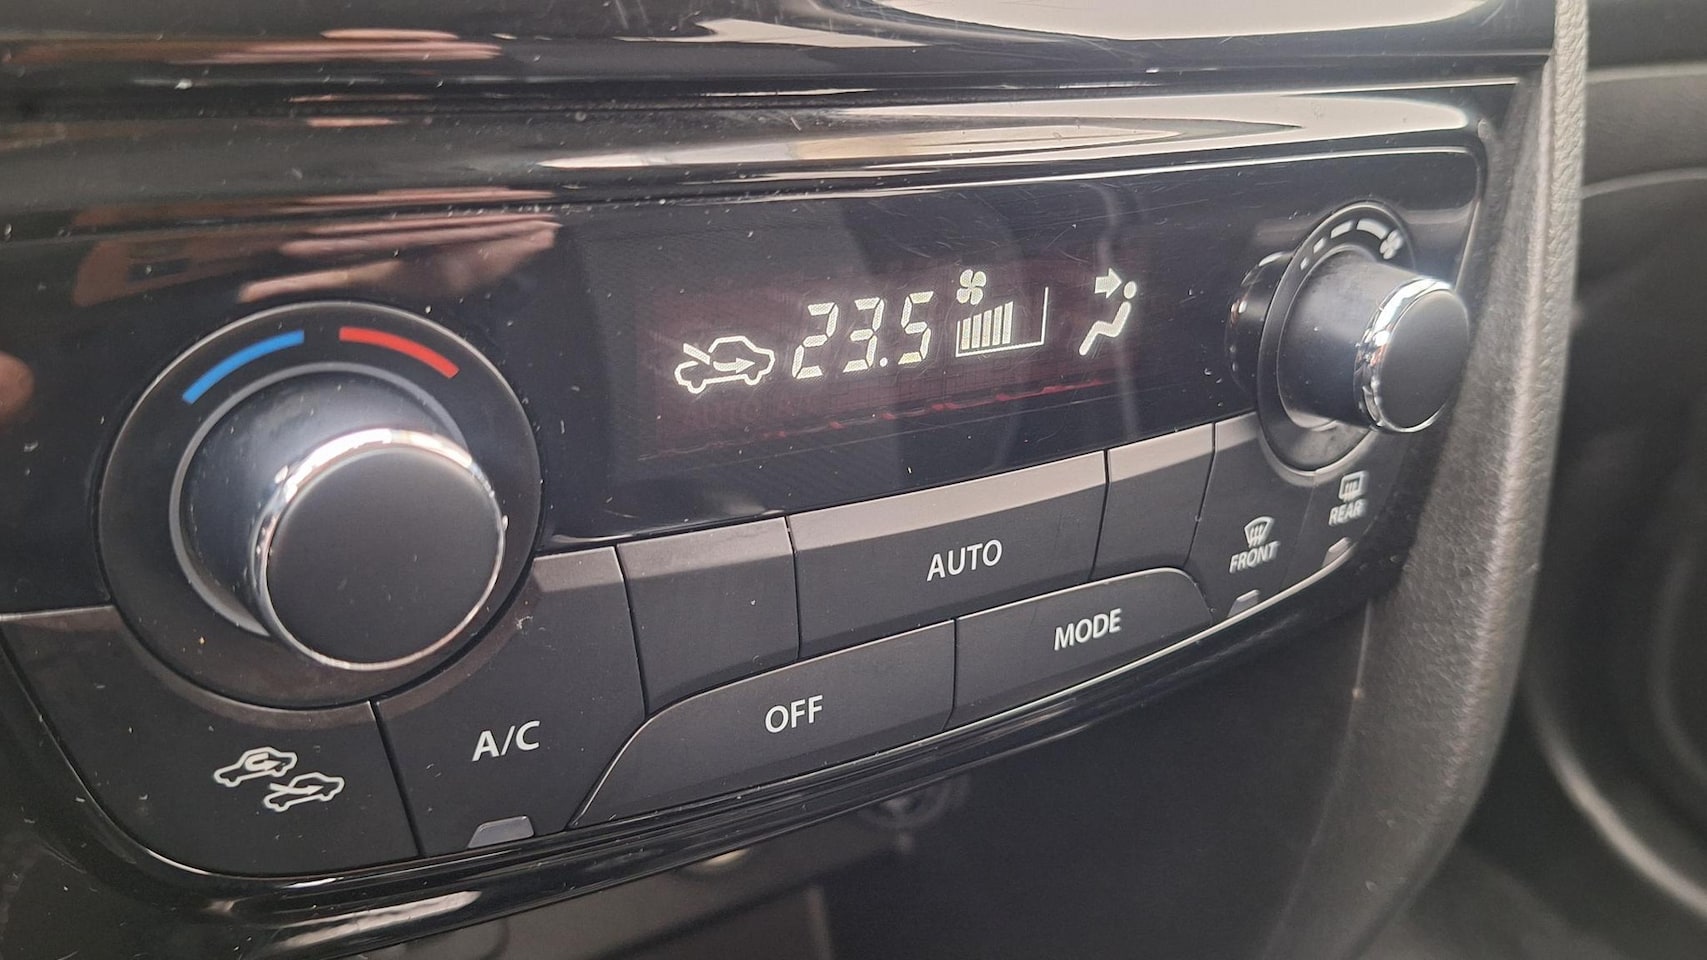 23.5
AUTO
REAR
FRONT
MODE
OFF
A/C